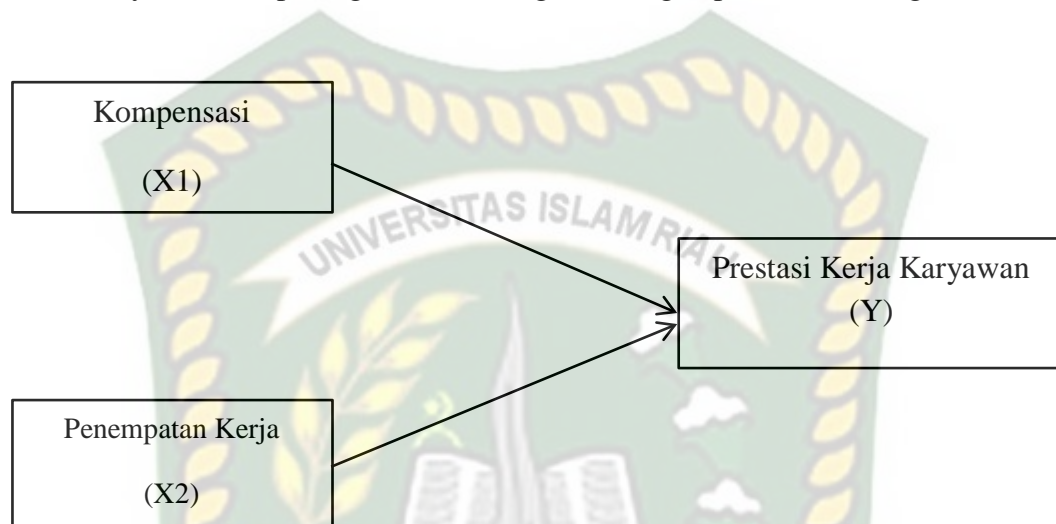 Kompensasi
(X1)
UNIVERSITAS ISLAM RIAU
Prestasi Kerja Karyawan
(Y)
Penempatan Kerja
(X2)